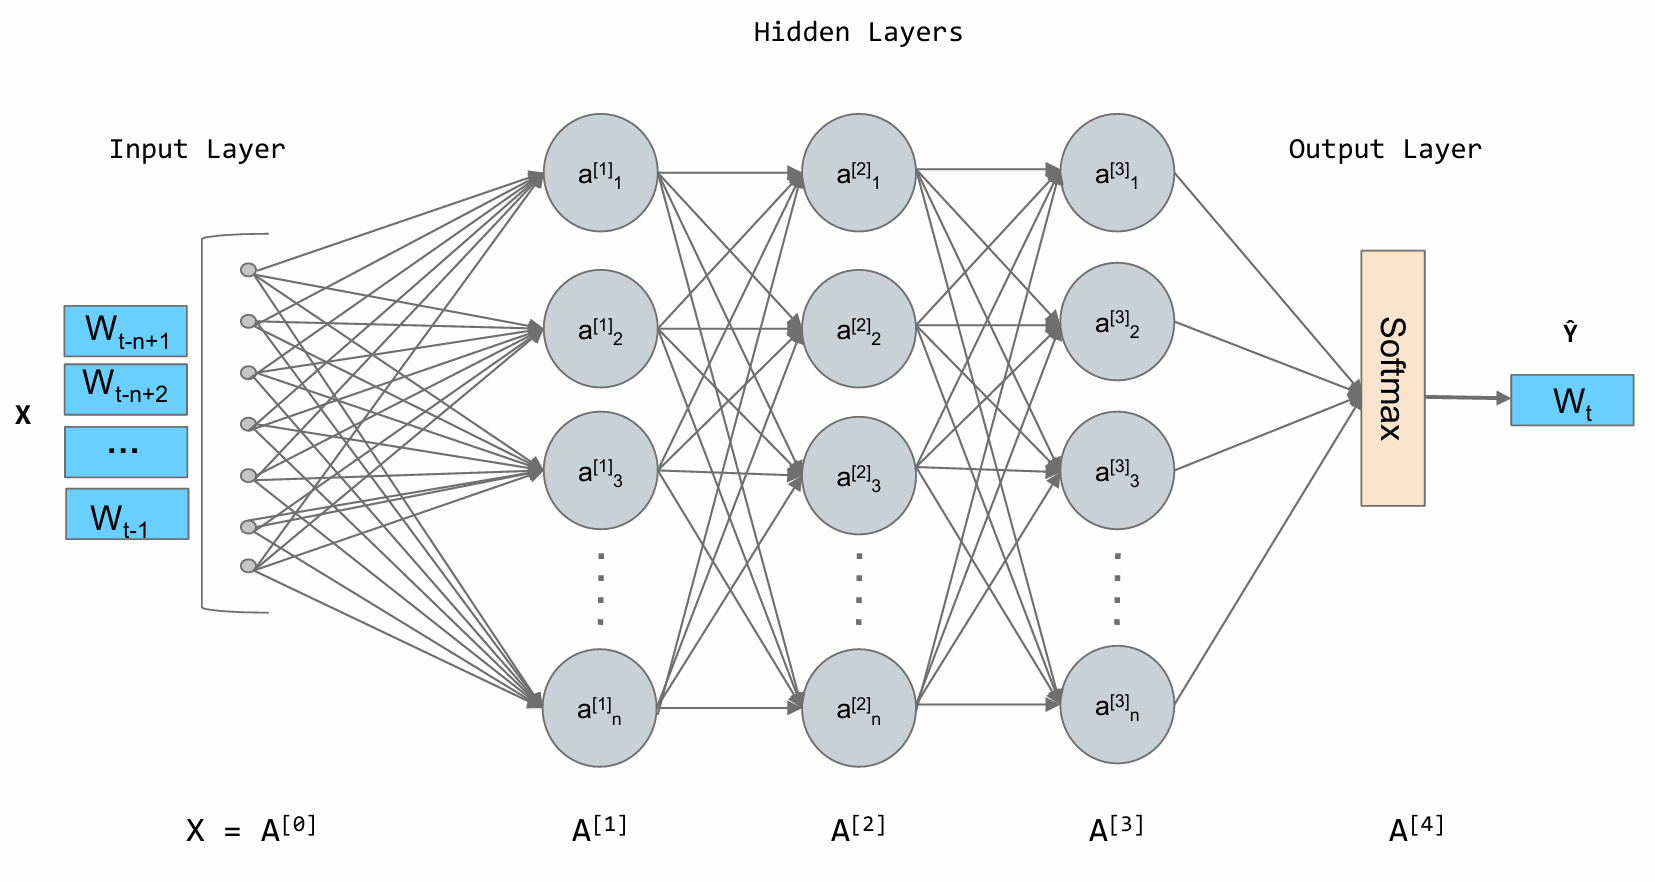 Hidden Layers
Input Layer
Output Layer
X
W_{t-n+1}
W_{t-n+2}
...
W_{t-1}
a^{[1]}_1
a^{[1]}_2
a^{[1]}_3
a^{[1]}_n
a^{[2]}_1
a^{[2]}_2
a^{[2]}_3
a^{[2]}_n
a^{[3]}_1
a^{[3]}_2
a^{[3]}_3
a^{[3]}_n
Softmax
Ŷ
W_t
X = A^{[0]}
A^{[1]}
A^{[2]}
A^{[3]}
A^{[4]}